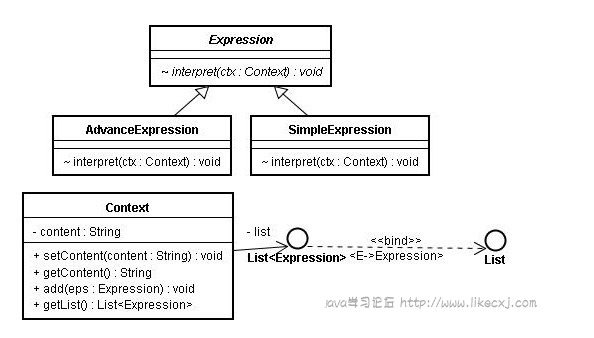 Expression
~ interpret(ctx : Context) : void
AdvanceExpression
~ interpret(ctx : Context) : void
SimpleExpression
~ interpret(ctx : Context) : void
Context
- content : String
+ setContent(content : String) : void
+ getContent() : String
+ add(eps : Expression) : void
+ getList() : List<Expression>
- list
List<Expression>
<<bind>>
<E->Expression>
List
java学习论坛 http://www.likecxj.com